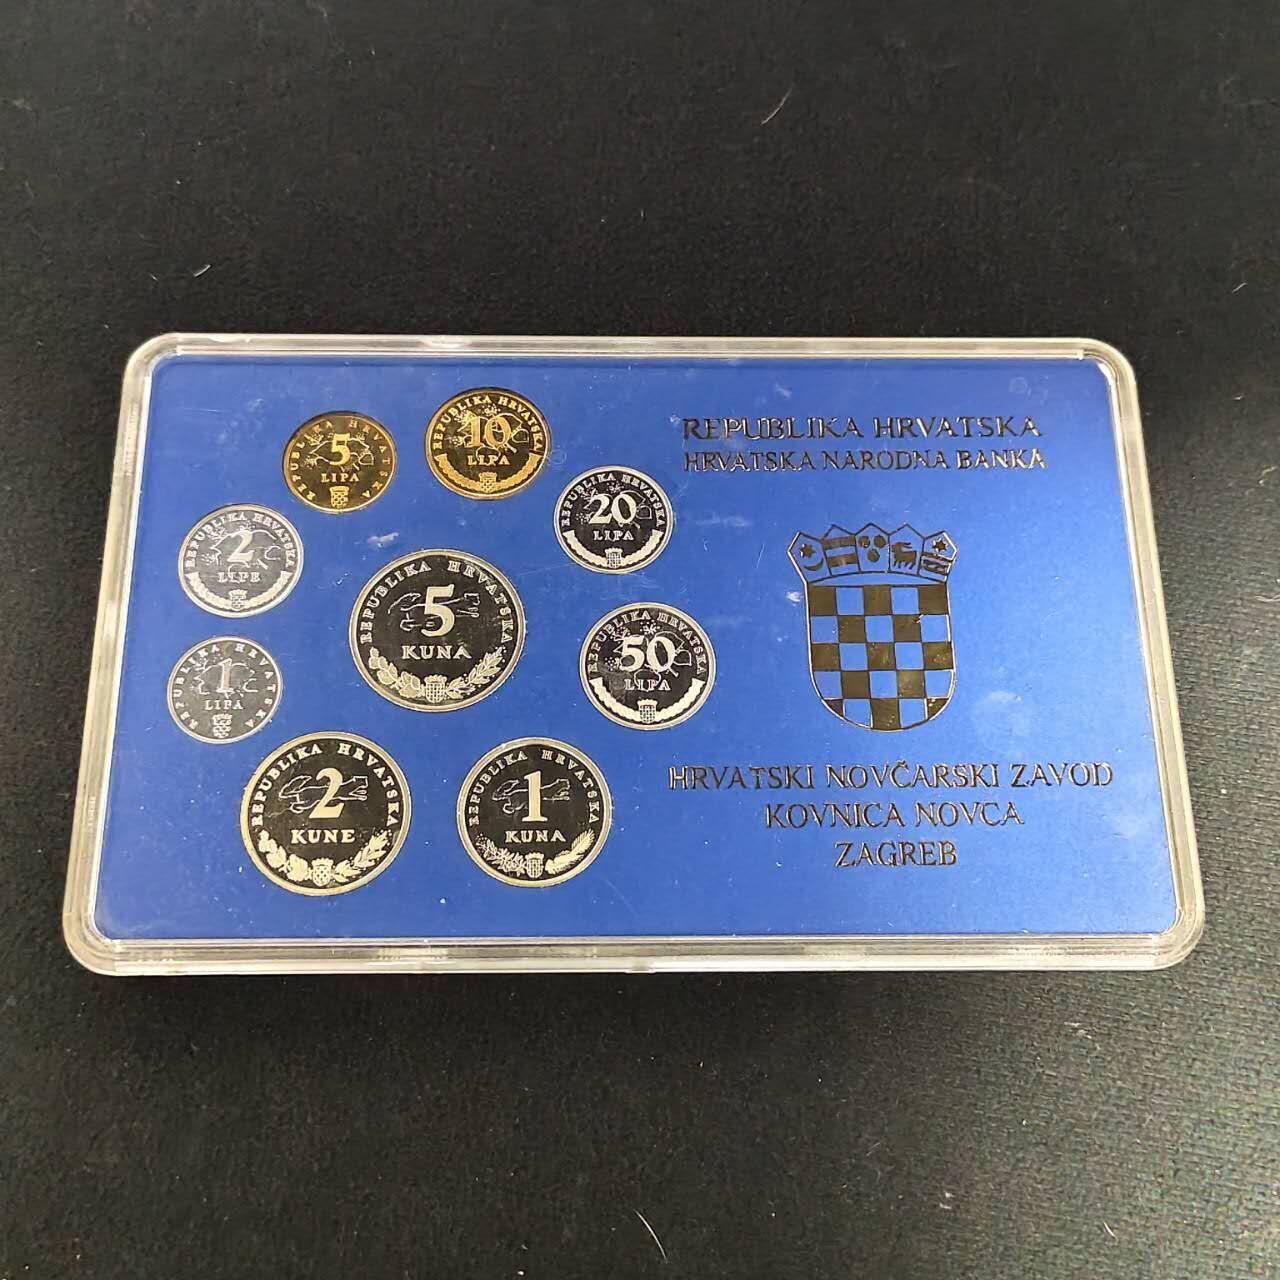 REPUBLIKA HRVATSKA
5
LIPA
REPUBLIKA HRVATSKA
10
LIPA
REPUBLIKA HRVATSKA
20
LIPA
REPUBLIKA HRVATSKA
2
LIPE
REPUBLIKA HRVATSKA
5
KUNA
REPUBLIKA HRVATSKA
50
LIPA
REPUBLIKA HRVATSKA
1
LIPA
REPUBLIKA HRVATSKA
2
KUNE
REPUBLIKA HRVATSKA
1
KUNA
REPUBLIKA HRVATSKA
HRVATSKA NARODNA BANKA
HRVATSKI NOVČARSKI ZAVOD
KOVNICA NOVCA
ZAGREB